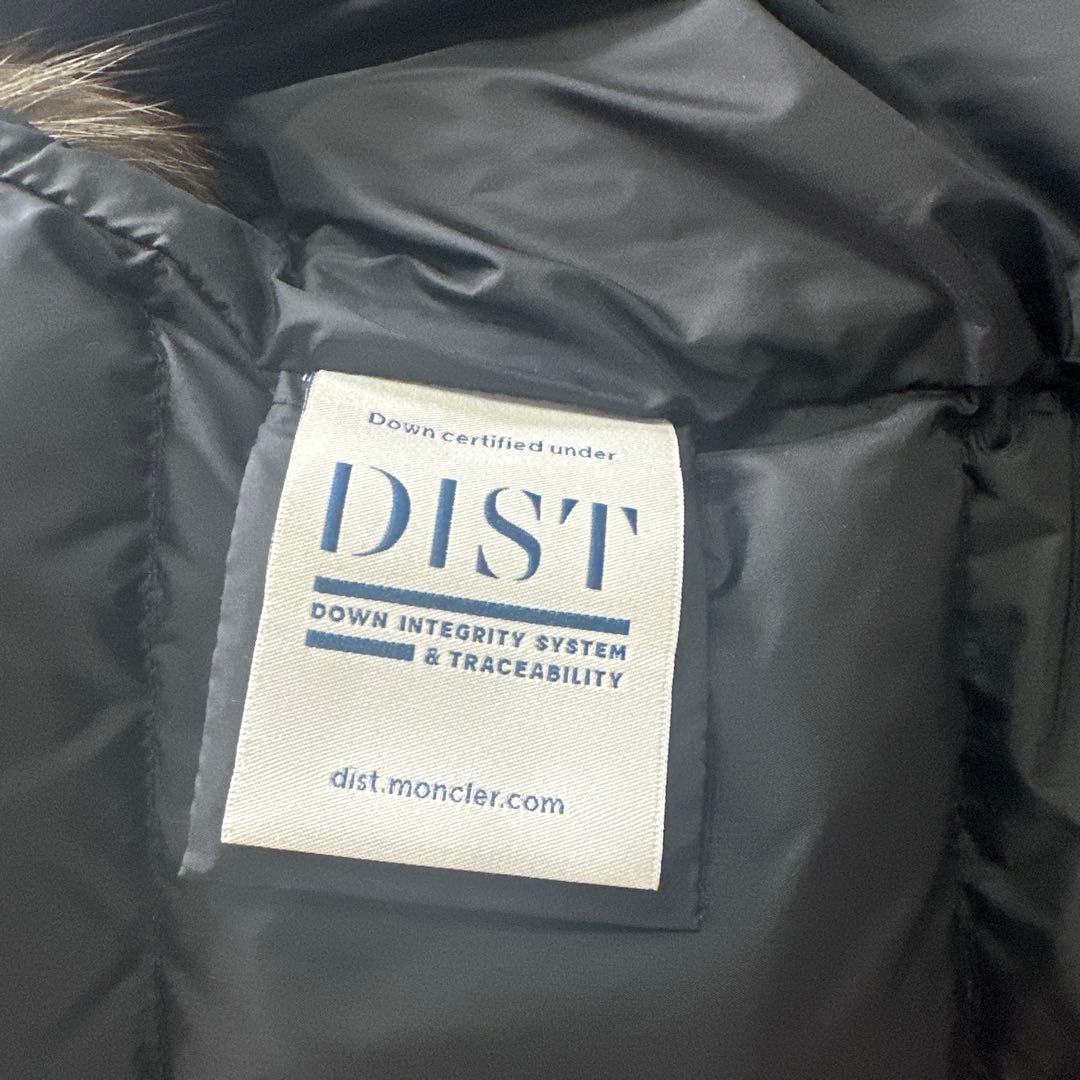 Down certified under
DIST
DOWN INTEGRITY SYSTEM
& TRACEABILITY
dist.moncler.com